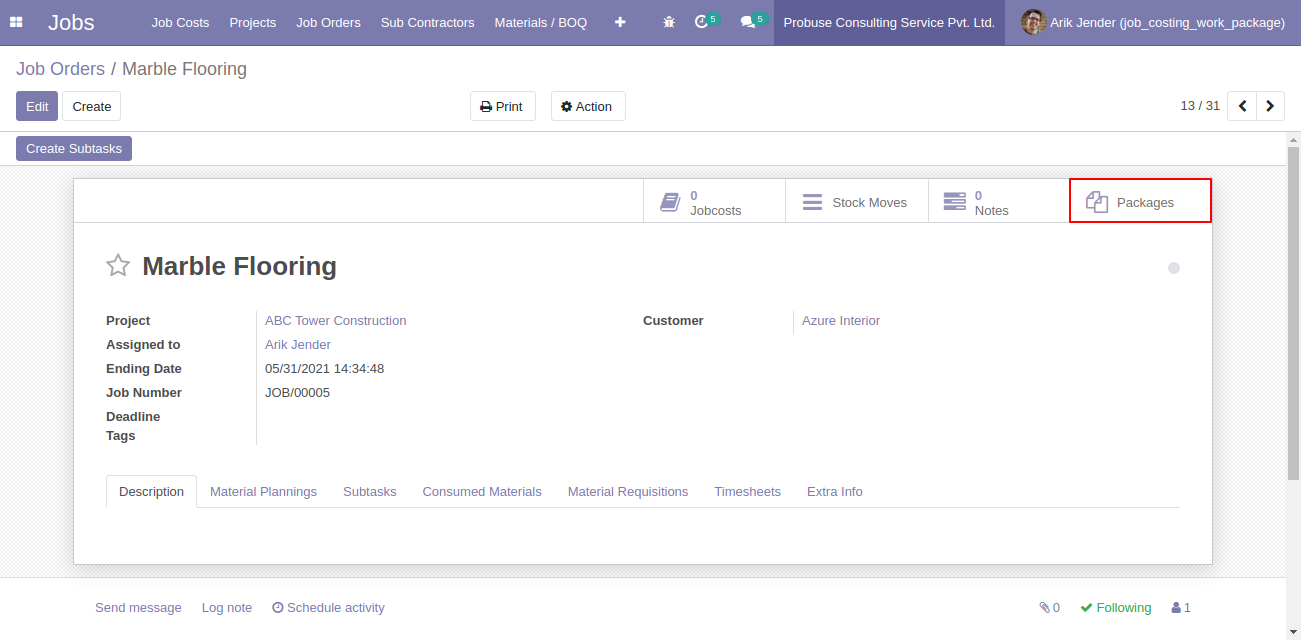 Jobs Job Costs Projects Job Orders Sub Contractors Materials / BOQ 5 5 Probuse Consulting Service Pvt. Ltd. Arik Jender (job_costing_work_package)
Job Orders / Marble Flooring
Edit Create Print Action 13 / 31
Create Subtasks
0 Jobcosts Stock Moves 0 Notes Packages
Marble Flooring
Project ABC Tower Construction Customer Azure Interior
Assigned to Arik Jender
Ending Date 05/31/2021 14:34:48
Job Number JOB/00005
Deadline
Tags
Description Material Plannings Subtasks Consumed Materials Material Requisitions Timesheets Extra Info
Send message Log note Schedule activity 0 Following 1